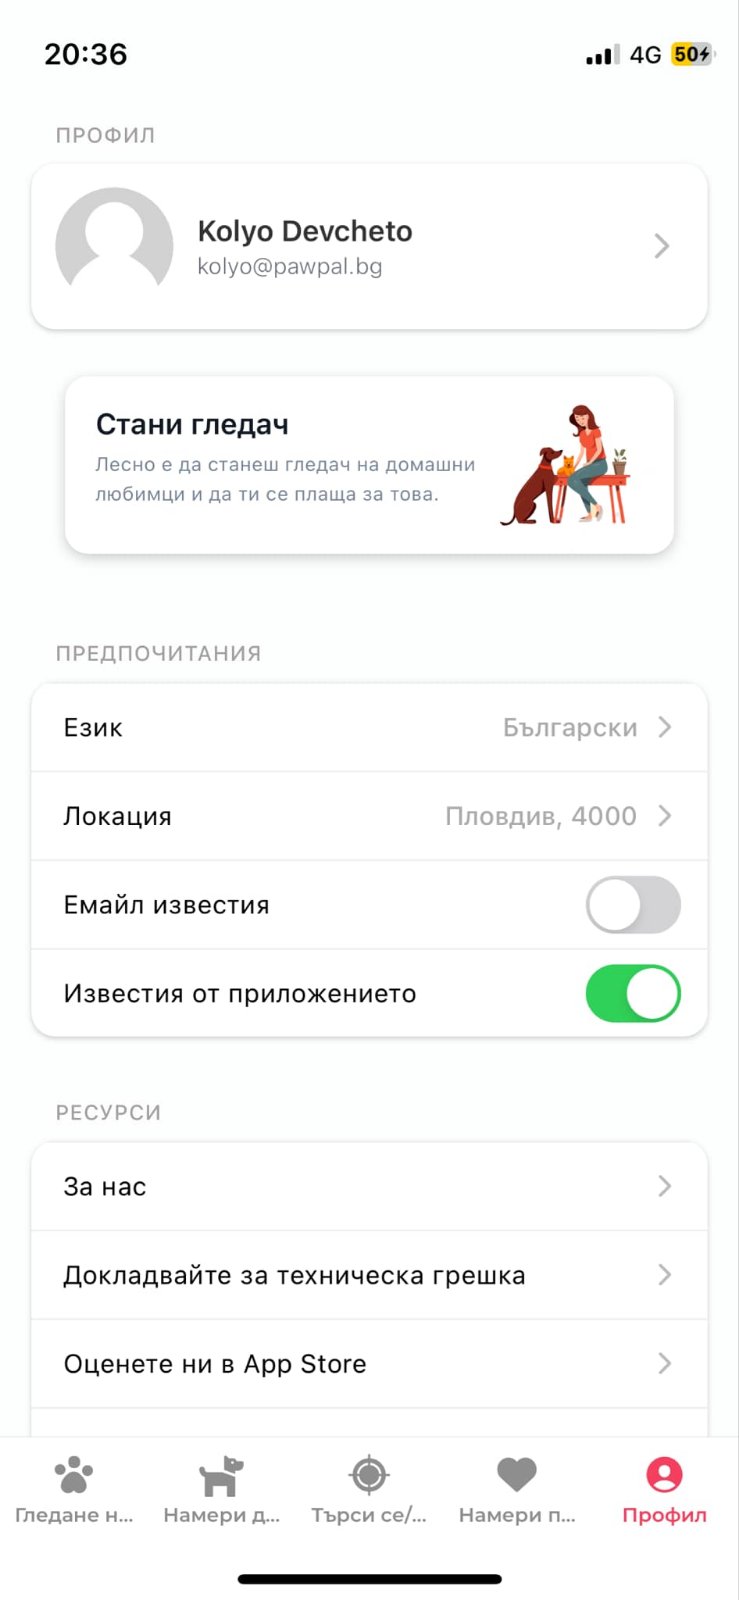 20:36
4G 50
ПРОФИЛ
Kolyo Devcheto
kolyo@pawpal.bg
Стани гледач
Лесно е да станеш гледач на домашни
любимци и да ти се плаща за това.
ПРЕДПОЧИТАНИЯ
Език
Български
Локация
Пловдив, 4000
Емайл известия
Известия от приложението
РЕСУРСИ
За нас
Докладвайте за техническа грешка
Оценете ни в App Store
Гледане н... Намери д... Търси се/... Намери п... Профил